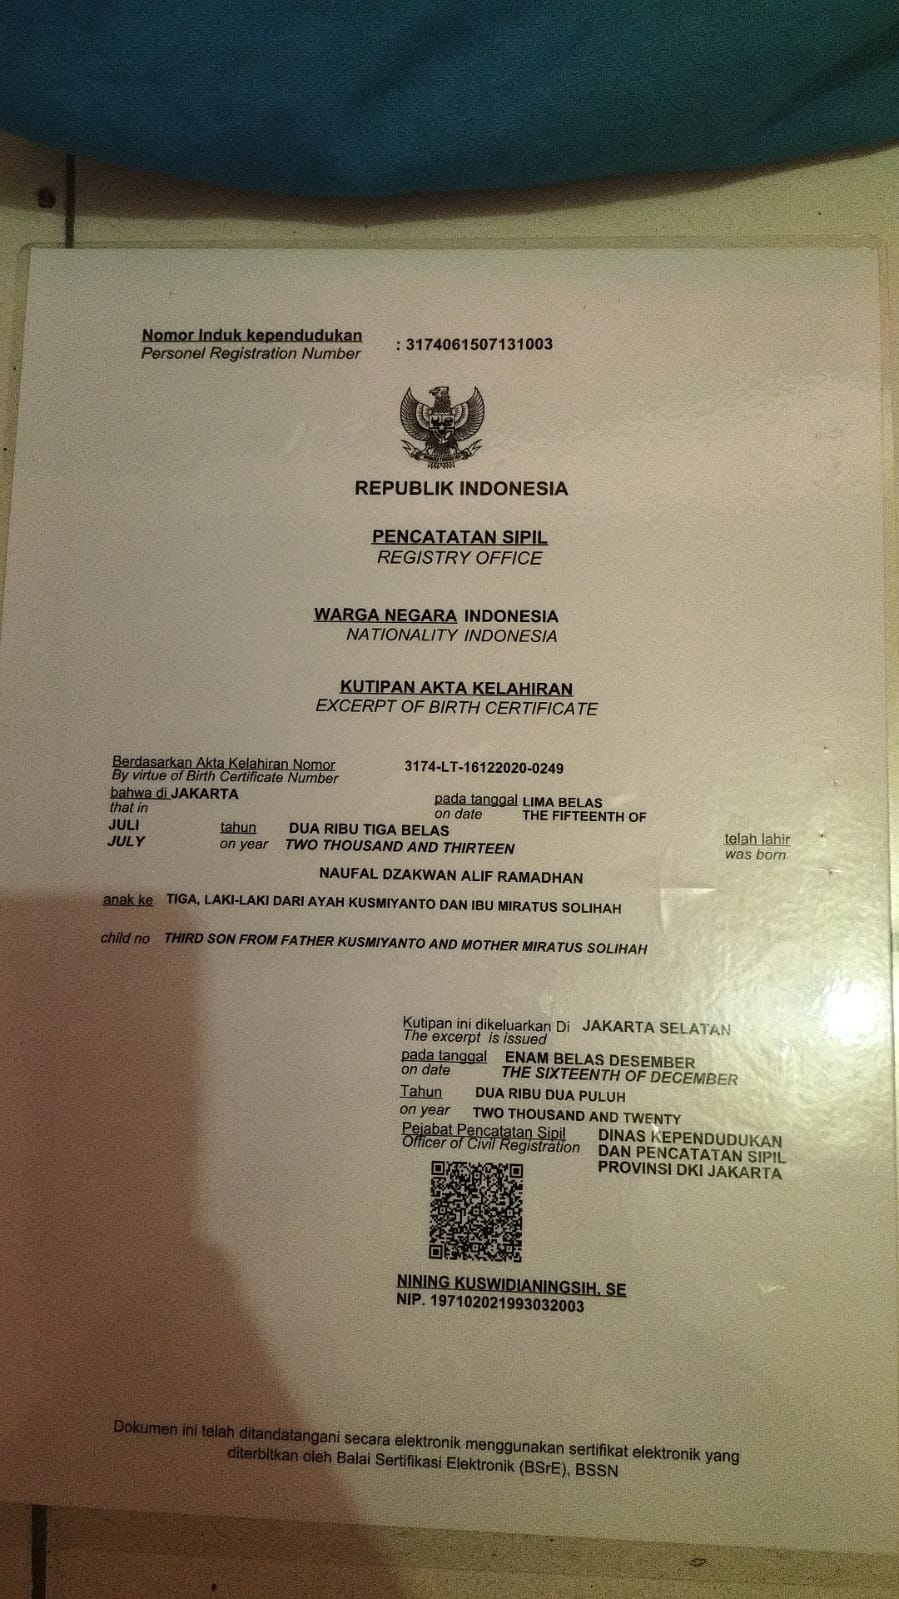 Nomor Induk kependudukan : 3174061507131003
Personel Registration Number
REPUBLIK INDONESIA
PENCATATAN SIPIL
REGISTRY OFFICE
WARGA NEGARA INDONESIA
NATIONALITY INDONESIA
KUTIPAN AKTA KELAHIRAN
EXCERPT OF BIRTH CERTIFICATE
Berdasarkan Akta Kelahiran Nomor 3174-LT-16122020-0249
By virtue of Birth Certificate Number
bahwa di JAKARTA pada tanggal LIMA BELAS
that in on date THE FIFTEENTH OF
JULI tahun DUA RIBU TIGA BELAS telah lahir
JULY on year TWO THOUSAND AND THIRTEEN was born
NAUFAL DZAKWAN ALIF RAMADHAN
anak ke TIGA, LAKI-LAKI DARI AYAH KUSMIYANTO DAN IBU MIRATUS SOLIHAH
child no THIRD SON FROM FATHER KUSMIYANTO AND MOTHER MIRATUS SOLIHAH
Kutipan ini dikeluarkan Di JAKARTA SELATAN
The excerpt is issued
pada tanggal ENAM BELAS DESEMBER
on date THE SIXTEENTH OF DECEMBER
Tahun DUA RIBU DUA PULUH
on year TWO THOUSAND AND TWENTY
Pejabat Pencatatan Sipil DINAS KEPENDUDUKAN
Officer of Civil Registration DAN PENCATATAN SIPIL
PROVINSI DKI JAKARTA
NINING KUSWIDIANINGSIH, SE
NIP. 197102021993032003
Dokumen ini telah ditandatangani secara elektronik menggunakan sertifikat elektronik yang
diterbitkan oleh Balai Sertifikasi Elektronik (BSrE), BSSN